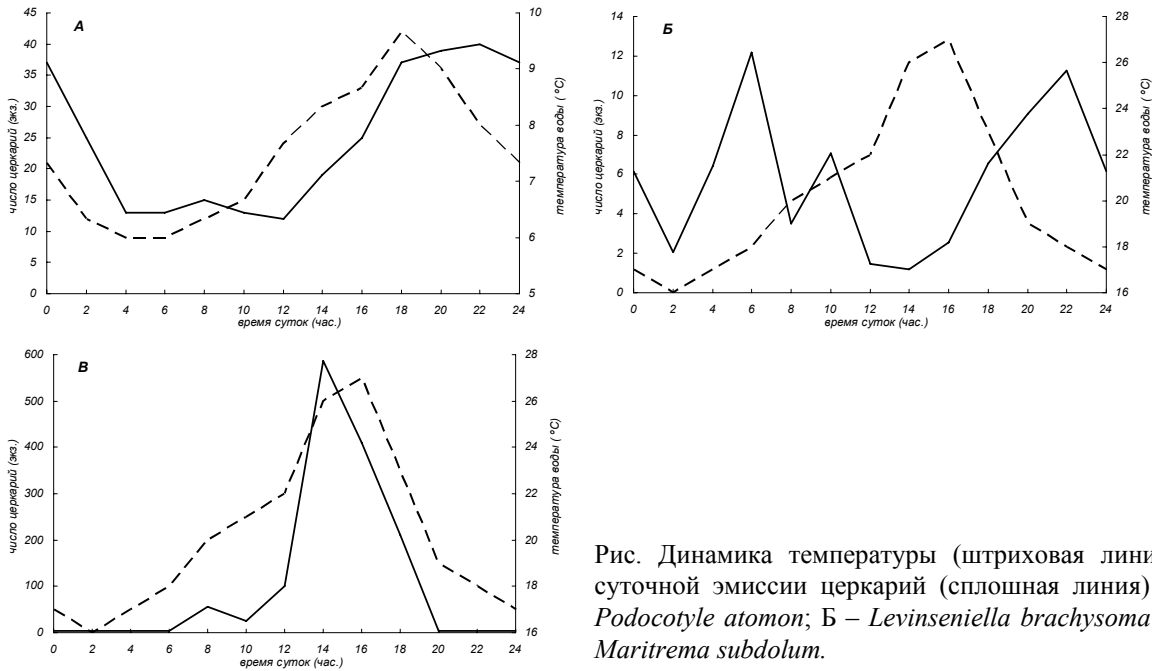 А
45
40
35
30
25
20
15
10
5
0
число церкарий (экз.)
10
9
8
7
6
5
температура воды ( °С)
0 2 4 6 8 10 12 14 16 18 20 22 24
время суток (час.)
Б
14
12
10
8
6
4
2
0
число церкарий (экз.)
28
26
24
22
20
18
16
температура воды ( °С)
0 2 4 6 8 10 12 14 16 18 20 22 24
время суток (час.)
В
600
500
400
300
200
100
0
число церкарий (экз.)
28
26
24
22
20
18
16
температура воды ( °С)
0 2 4 6 8 10 12 14 16 18 20 22 24
время суток (час.)
Рис. Динамика температуры (штриховая лини
суточной эмиссии церкарий (сплошная линия)
Podocotyle atomon; Б – Levinseniella brachysoma
Maritrema subdolum.